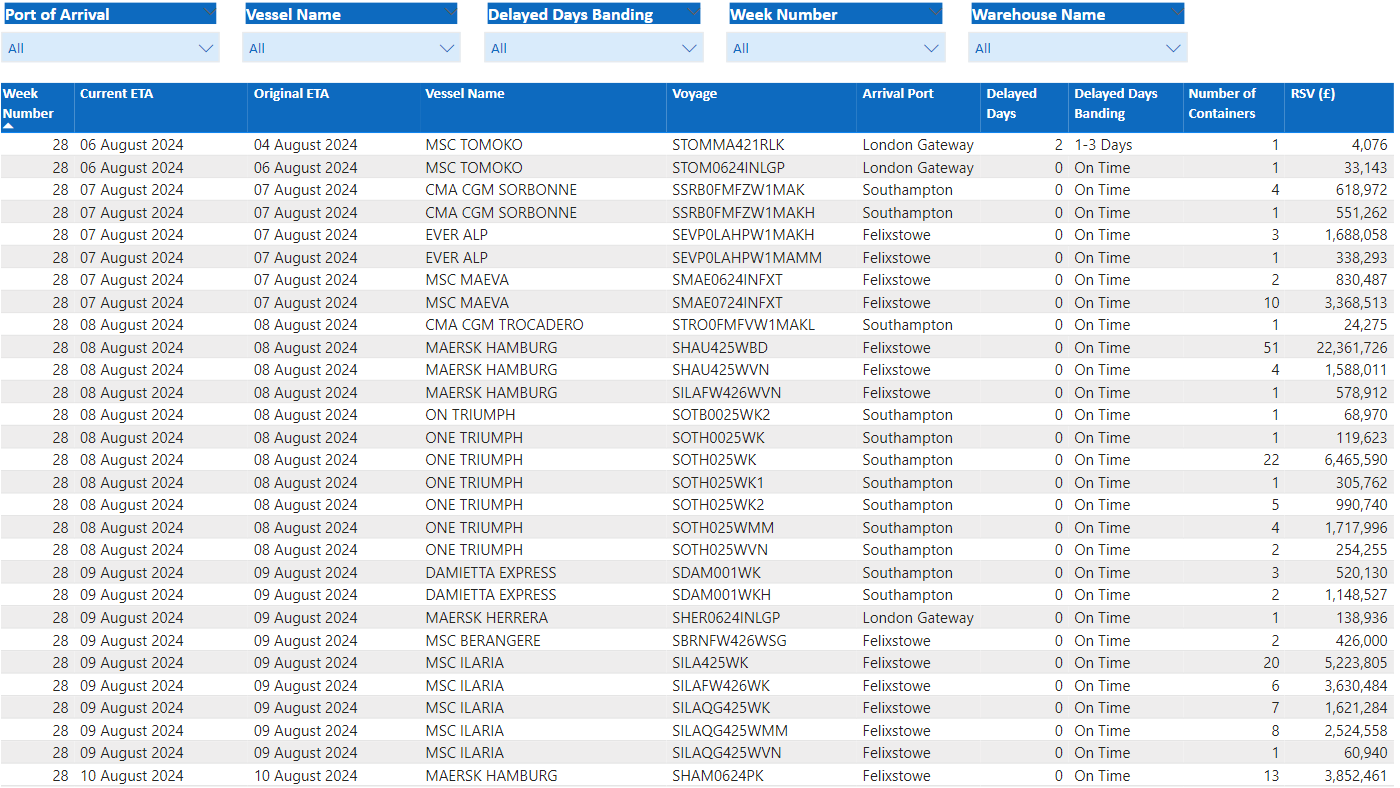 Port of Arrival Vessel Name Delayed Days Banding Week Number Warehouse Name
All All All All All
Week Number Current ETA Original ETA Vessel Name Voyage Arrival Port Delayed Days Delayed Days Banding Number of Containers RSV (£)
28 06 August 2024 04 August 2024 MSC TOMOKO STOMMA421RLK London Gateway 2 1-3 Days 1 4,076
28 06 August 2024 06 August 2024 MSC TOMOKO STOM0624INLGP London Gateway 0 On Time 1 33,143
28 07 August 2024 07 August 2024 CMA CGM SORBONNE SSRB0FMFZW1MAK Southampton 0 On Time 4 618,972
28 07 August 2024 07 August 2024 CMA CGM SORBONNE SSRB0FMFZW1MAKH Southampton 0 On Time 1 551,262
28 07 August 2024 07 August 2024 EVER ALP SEVP0LAHPW1MAKH Felixstowe 0 On Time 3 1,688,058
28 07 August 2024 07 August 2024 EVER ALP SEVP0LAHPW1MAMM Felixstowe 0 On Time 1 338,293
28 07 August 2024 07 August 2024 MSC MAEVA SMAE0624INFXT Felixstowe 0 On Time 2 830,487
28 07 August 2024 07 August 2024 MSC MAEVA SMAE0724INFXT Felixstowe 0 On Time 10 3,368,513
28 08 August 2024 08 August 2024 CMA CGM TROCADERO STRO0FMFVW1MAKL Southampton 0 On Time 1 24,275
28 08 August 2024 08 August 2024 MAERSK HAMBURG SHAU425WBD Felixstowe 0 On Time 51 22,361,726
28 08 August 2024 08 August 2024 MAERSK HAMBURG SHAU425WVN Felixstowe 0 On Time 4 1,588,011
28 08 August 2024 08 August 2024 MAERSK HAMBURG SILAFW426WVN Felixstowe 0 On Time 1 578,912
28 08 August 2024 08 August 2024 ON TRIUMPH SOTB0025WK2 Southampton 0 On Time 1 68,970
28 08 August 2024 08 August 2024 ONE TRIUMPH SOTH0025WK Southampton 0 On Time 1 119,623
28 08 August 2024 08 August 2024 ONE TRIUMPH SOTH025WK Southampton 0 On Time 22 6,465,590
28 08 August 2024 08 August 2024 ONE TRIUMPH SOTH025WK1 Southampton 0 On Time 1 305,762
28 08 August 2024 08 August 2024 ONE TRIUMPH SOTH025WK2 Southampton 0 On Time 5 990,740
28 08 August 2024 08 August 2024 ONE TRIUMPH SOTH025WMM Southampton 0 On Time 4 1,717,996
28 08 August 2024 08 August 2024 ONE TRIUMPH SOTH025WVN Southampton 0 On Time 2 254,255
28 09 August 2024 09 August 2024 DAMIETTA EXPRESS SDAM001WK Southampton 0 On Time 3 520,130
28 09 August 2024 09 August 2024 DAMIETTA EXPRESS SDAM001WKH Southampton 0 On Time 2 1,148,527
28 09 August 2024 09 August 2024 MAERSK HERRERA SHER0624INLGP London Gateway 0 On Time 1 138,936
28 09 August 2024 09 August 2024 MSC BERANGERE SBRNFW426WSG Felixstowe 0 On Time 2 426,000
28 09 August 2024 09 August 2024 MSC ILARIA SILA425WK Felixstowe 0 On Time 20 5,223,805
28 09 August 2024 09 August 2024 MSC ILARIA SILAFW426WK Felixstowe 0 On Time 6 3,630,484
28 09 August 2024 09 August 2024 MSC ILARIA SILAQG425WK Felixstowe 0 On Time 7 1,621,284
28 09 August 2024 09 August 2024 MSC ILARIA SILAQG425WMM Felixstowe 0 On Time 8 2,524,558
28 09 August 2024 09 August 2024 MSC ILARIA SILAQG425WVN Felixstowe 0 On Time 1 60,940
28 10 August 2024 10 August 2024 MAERSK HAMBURG SHAM0624PK Felixstowe 0 On Time 13 3,852,461